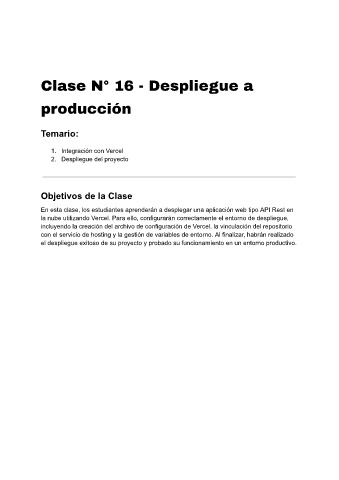 Clase N° 16 - Despliegue a
producción
Temario:
1. Integración con Vercel
2. Despliegue del proyecto
Objetivos de la Clase
En esta clase, los estudiantes aprenderán a desplegar una aplicación web tipo API Rest en
la nube utilizando Vercel. Para ello, configurarán correctamente el entorno de despliegue,
incluyendo la creación del archivo de configuración de Vercel, la vinculación del repositorio
con el servicio de hosting y la gestión de variables de entorno. Al finalizar, habrán realizado
el despliegue exitoso de su proyecto y probado su funcionamiento en un entorno productivo.